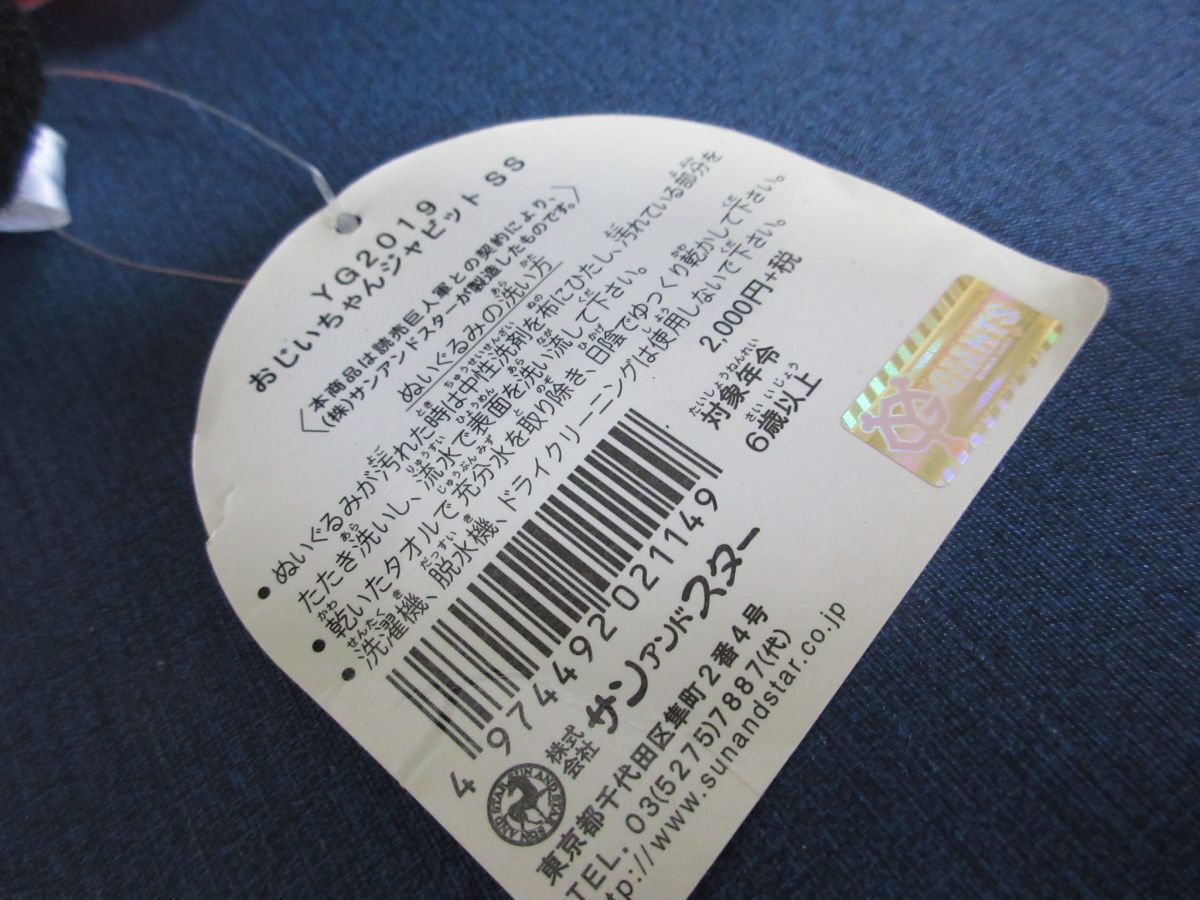 YG2019
おじいちゃんジャビット SS
〈本商品は読売巨人軍との契約により、
(株)サンアンドスターが製造したものです。〉
ぬいぐるみの洗い方
・ぬいぐるみが汚れた時は中性洗剤を布にひたし、汚れている部分を
たたき洗いし、流水で表面を洗い流して下さい。
・乾いたタオルで充分水を取り除き、日陰でゆっくり乾かして下さい。
・洗濯機、脱水機、ドライクリーニングは使用しないで下さい。
2,000円+税
対象年令
6歳以上
4974492021149
GIANTS
SUN AND STAR SUN AND STAR
株式会社 サンアンドスター
東京都千代田区隼町2番4号
TEL. 03(5275)7887(代)
tp://www.sunandstar.co.jp